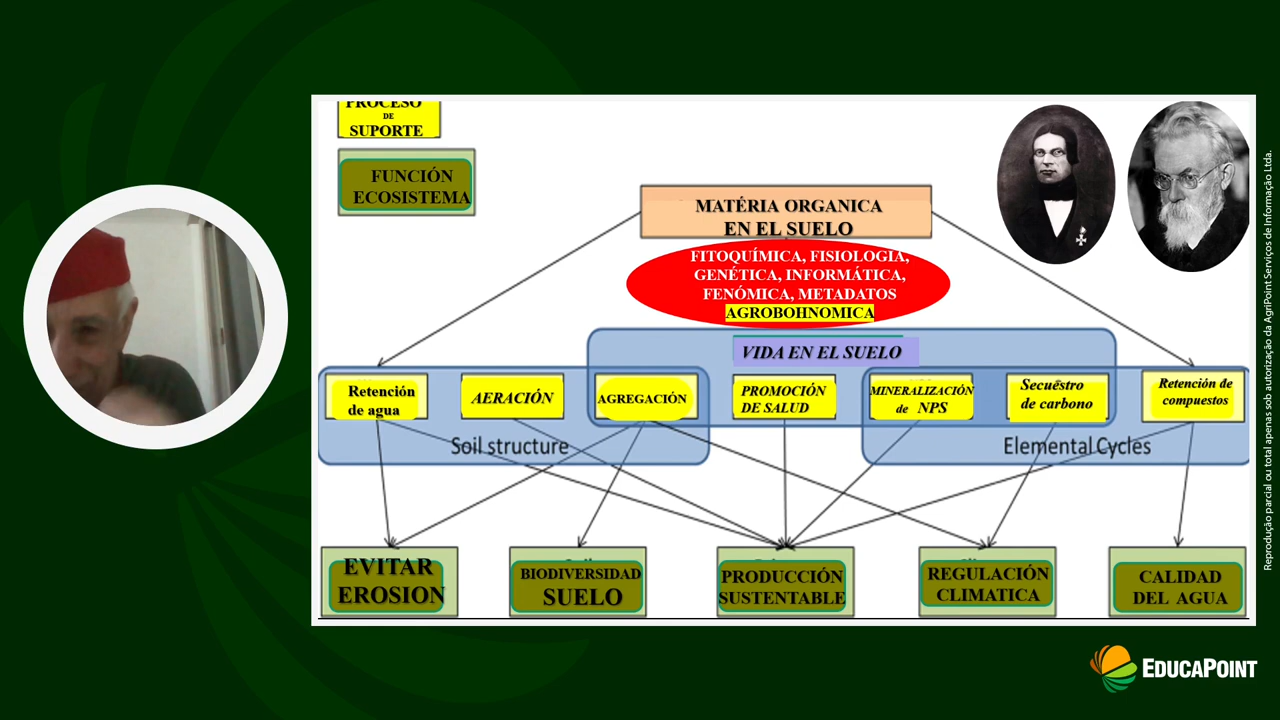 PROCESO
DE
SUPORTE
FUNCIÓN
ECOSISTEMA
MATÉRIA ORGANICA
EN EL SUELO
FITOQUÍMICA, FISIOLOGIA,
GENÉTICA, INFORMÁTICA,
FENÓMICA, METADATOS
AGROBOHNOMICA
VIDA EN EL SUELO
Retención
de agua
AERACIÓN
AGREGACIÓN
PROMOCIÓN
DE SALUD
MINERALIZACIÓN
de NPS
Secuéstro
de carbono
Retención de
compuestos
Soil structure
Elemental Cycles
EVITAR
EROSION
BIODIVERSIDAD
SUELO
PRODUCCIÓN
SUSTENTABLE
REGULACIÓN
CLIMATICA
CALIDAD
DEL AGUA
Reprodução parcial ou total apenas sob autorização da AgriPoint Serviços de Informação Ltda.
EDUCAPOINT